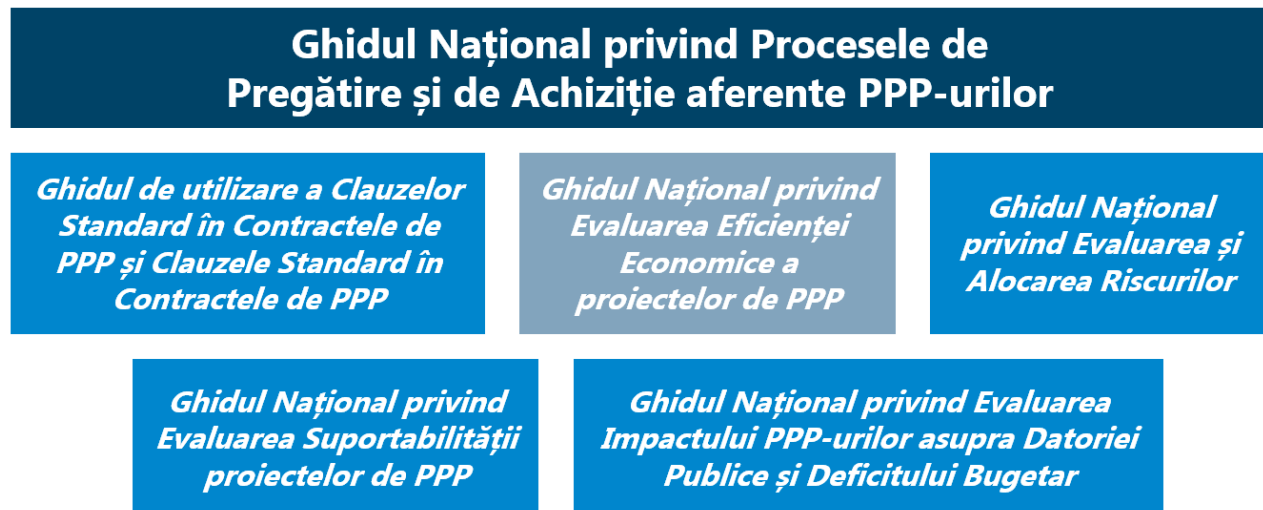 Ghidul Național privind Procesele de
Pregătire și de Achiziție aferente PPP-urilor
Ghidul de utilizare a Clauzelor
Standard în Contractele de
PPP și Clauzele Standard în
Contractele de PPP
Ghidul Național privind
Evaluarea Eficienței
Economice a
proiectelor de PPP
Ghidul Național
privind Evaluarea și
Alocarea Riscurilor
Ghidul Național privind
Evaluarea Suportabilității
proiectelor de PPP
Ghidul Național privind Evaluarea
Impactului PPP-urilor asupra Datoriei
Publice și Deficitului Bugetar